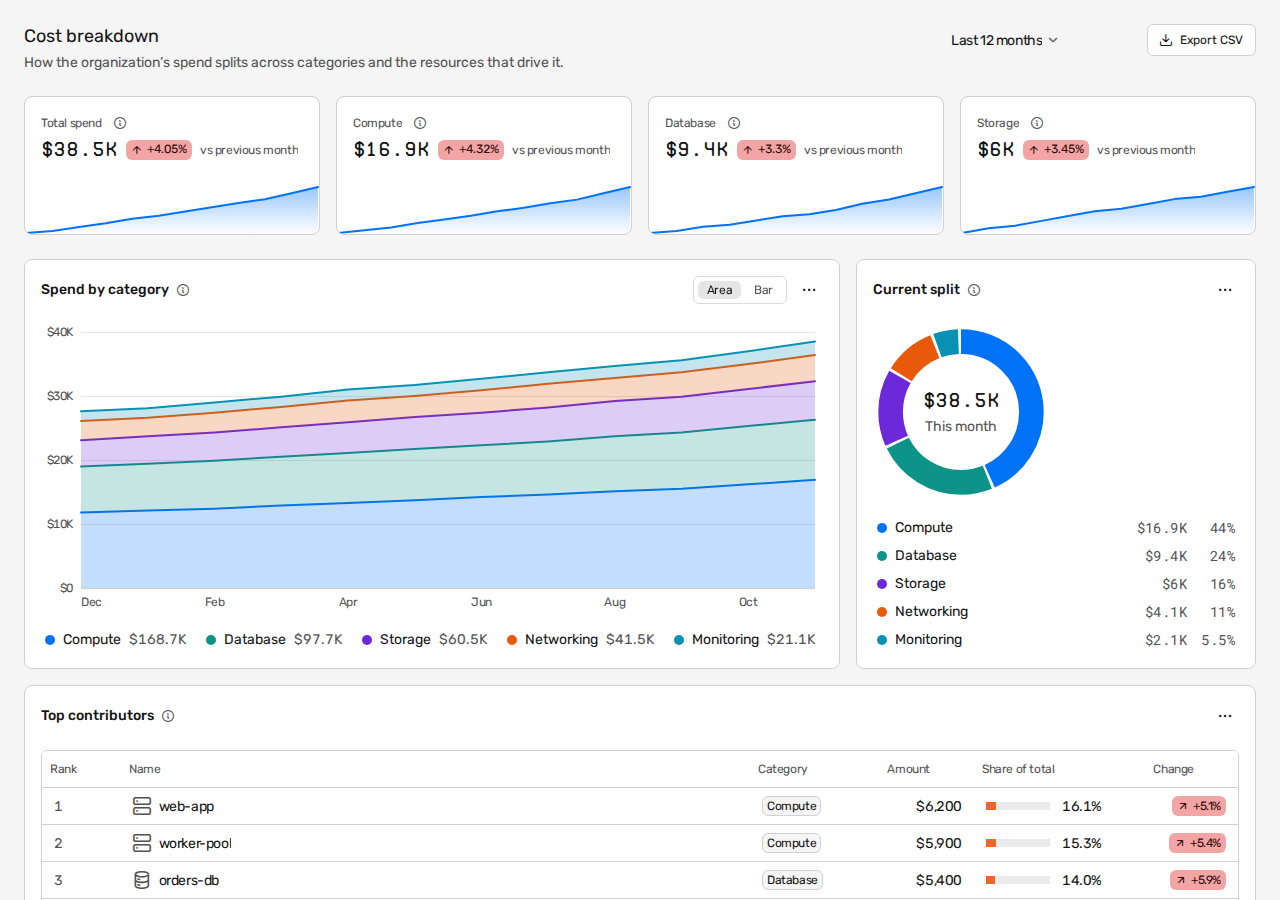 Cost breakdown
Last 12 months
Export CSV
How the organization's spend splits across categories and the resources that drive it.
Total spend
$38.5K +4.05% vs previous month
Compute
$16.9K +4.32% vs previous month
Database
$9.4K +3.3% vs previous month
Storage
$6K +3.45% vs previous month
Spend by category
Area Bar
$40K
$30K
$20K
$10K
$0
Dec Feb Apr Jun Aug Oct
Compute $168.7K Database $97.7K Storage $60.5K Networking $41.5K Monitoring $21.1K
Current split
$38.5K
This month
Compute $16.9K 44%
Database $9.4K 24%
Storage $6K 16%
Networking $4.1K 11%
Monitoring $2.1K 5.5%
Top contributors
Rank Name Category Amount Share of total Change
1 web-app Compute $6,200 16.1% +5.1%
2 worker-pool Compute $5,900 15.3% +5.4%
3 orders-db Database $5,400 14.0% +5.9%